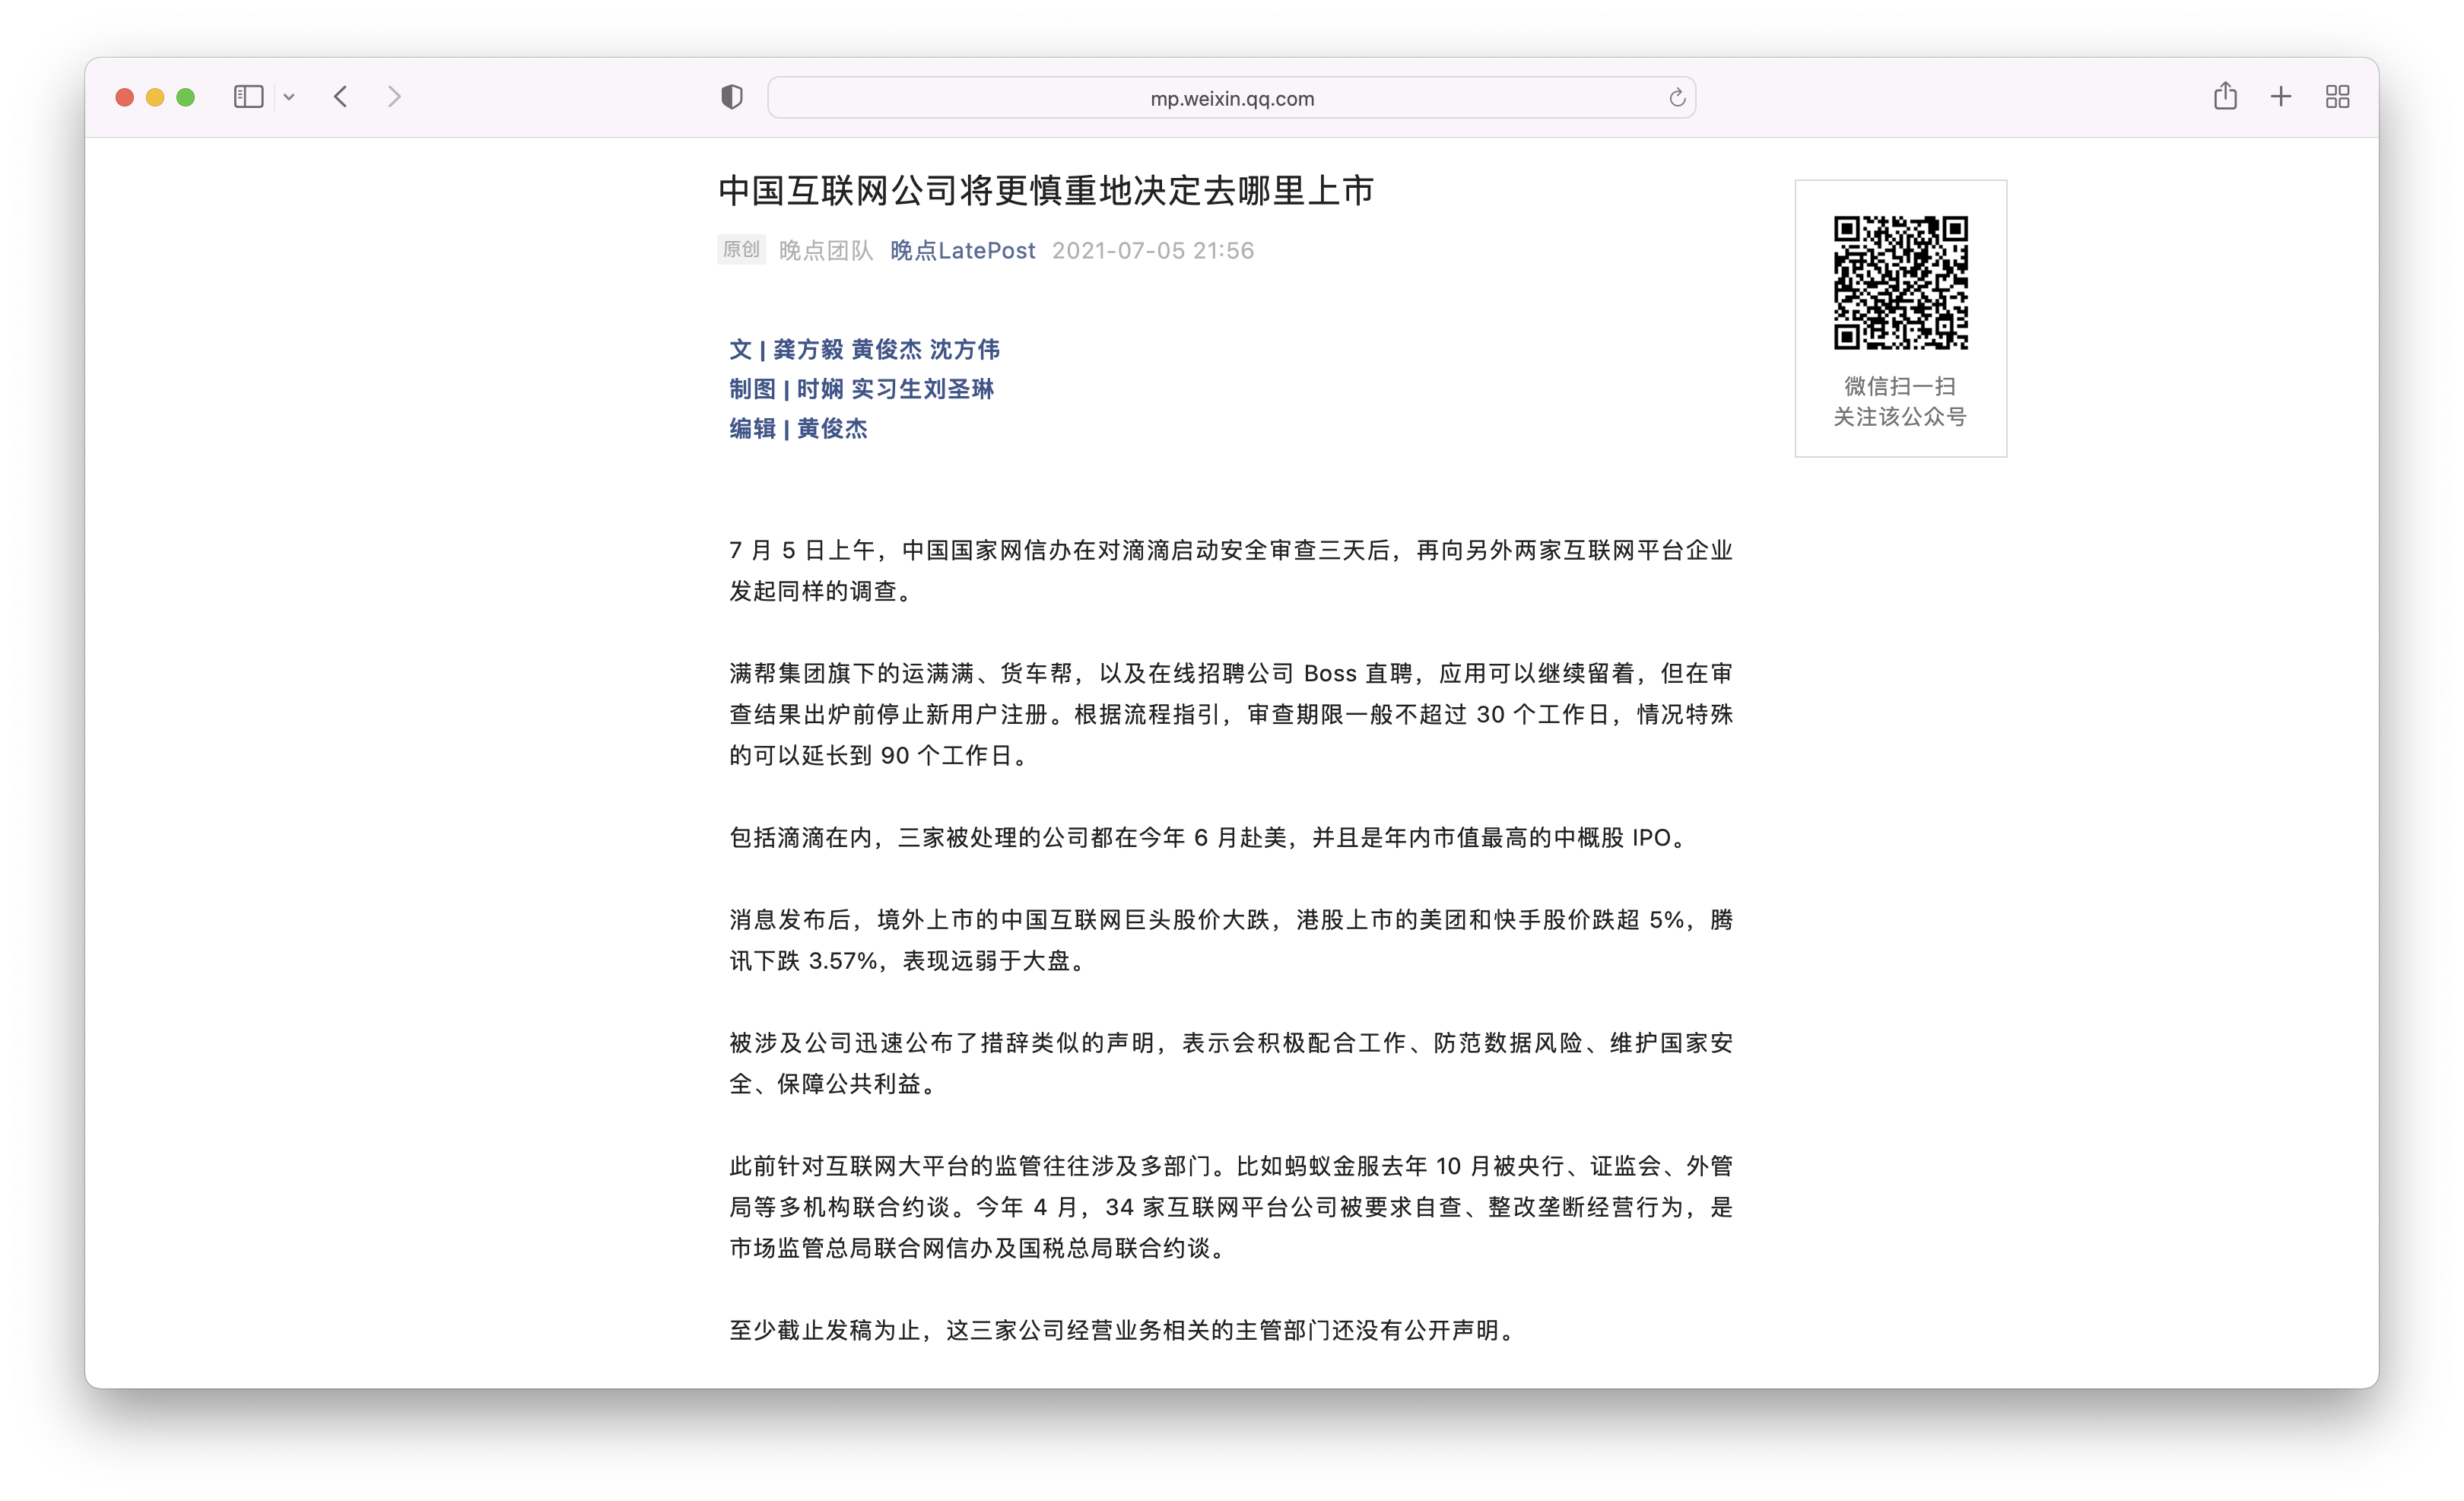 mp.weixin.qq.com
中国互联网公司将更慎重地决定去哪里上市
原创 晚点团队 晚点LatePost 2021-07-05 21:56
微信扫一扫
关注该公众号
文 | 龚方毅 黄俊杰 沈方伟
制图 | 时娴 实习生刘圣琳
编辑 | 黄俊杰
7 月 5 日上午，中国国家网信办在对滴滴启动安全审查三天后，再向另外两家互联网平台企业
发起同样的调查。
满帮集团旗下的运满满、货车帮，以及在线招聘公司 Boss 直聘，应用可以继续留着，但在审
查结果出炉前停止新用户注册。根据流程指引，审查期限一般不超过 30 个工作日，情况特殊
的可以延长到 90 个工作日。
包括滴滴在内，三家被处理的公司都在今年 6 月赴美，并且是年内市值最高的中概股 IPO。
消息发布后，境外上市的中国互联网巨头股价大跌，港股上市的美团和快手股价跌超 5%，腾
讯下跌 3.57%，表现远弱于大盘。
被涉及公司迅速公布了措辞类似的声明，表示会积极配合工作、防范数据风险、维护国家安
全、保障公共利益。
此前针对互联网大平台的监管往往涉及多部门。比如蚂蚁金服去年 10 月被央行、证监会、外管
局等多机构联合约谈。今年 4 月，34 家互联网平台公司被要求自查、整改垄断经营行为，是
市场监管总局联合网信办及国税总局联合约谈。
至少截止发稿为止，这三家公司经营业务相关的主管部门还没有公开声明。